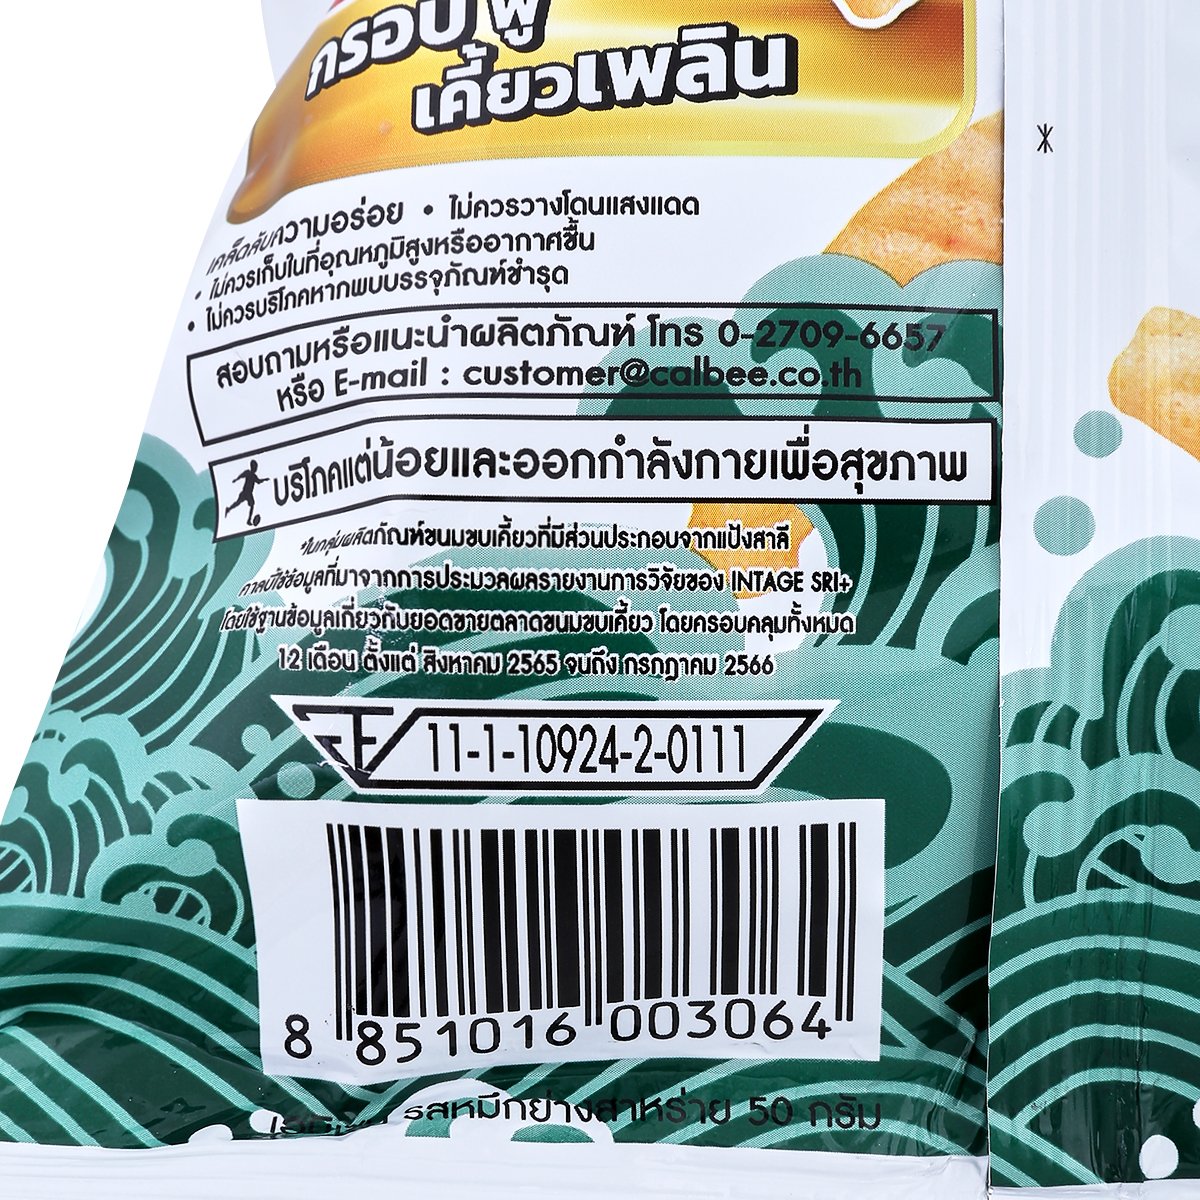 กรอบ ฟู
เคี้ยวเพลิน
เคล็ดลับความอร่อย • ไม่ควรวางโดนแสงแดด
• ไม่ควรเก็บในที่อุณหภูมิสูงหรืออากาศชื้น
• ไม่ควรบริโภคหากพบบรรจุภัณฑ์ชำรุด
สอบถามหรือแนะนำผลิตภัณฑ์ โทร 0-2709-6657
หรือ E-mail : customer@calbee.co.th
บริโภคแต่น้อยและออกกำลังกายเพื่อสุขภาพ
*ในกลุ่มผลิตภัณฑ์ขนมขบเคี้ยวที่มีส่วนประกอบจากแป้งสาลี
คาลบี้ใช้ข้อมูลที่มาจากการประมวลผลรายงานการวิจัยของ INTAGE SRI+
โดยใช้ฐานข้อมูลเกี่ยวกับยอดขายตลาดขนมขบเคี้ยว โดยครอบคลุมทั้งหมด
12 เดือน ตั้งแต่ สิงหาคม 2565 จนถึง กรกฎาคม 2566
11-1-10924-2-0111
8 851016 003064
รสหมึกย่างสาหร่าย 50 กรัม